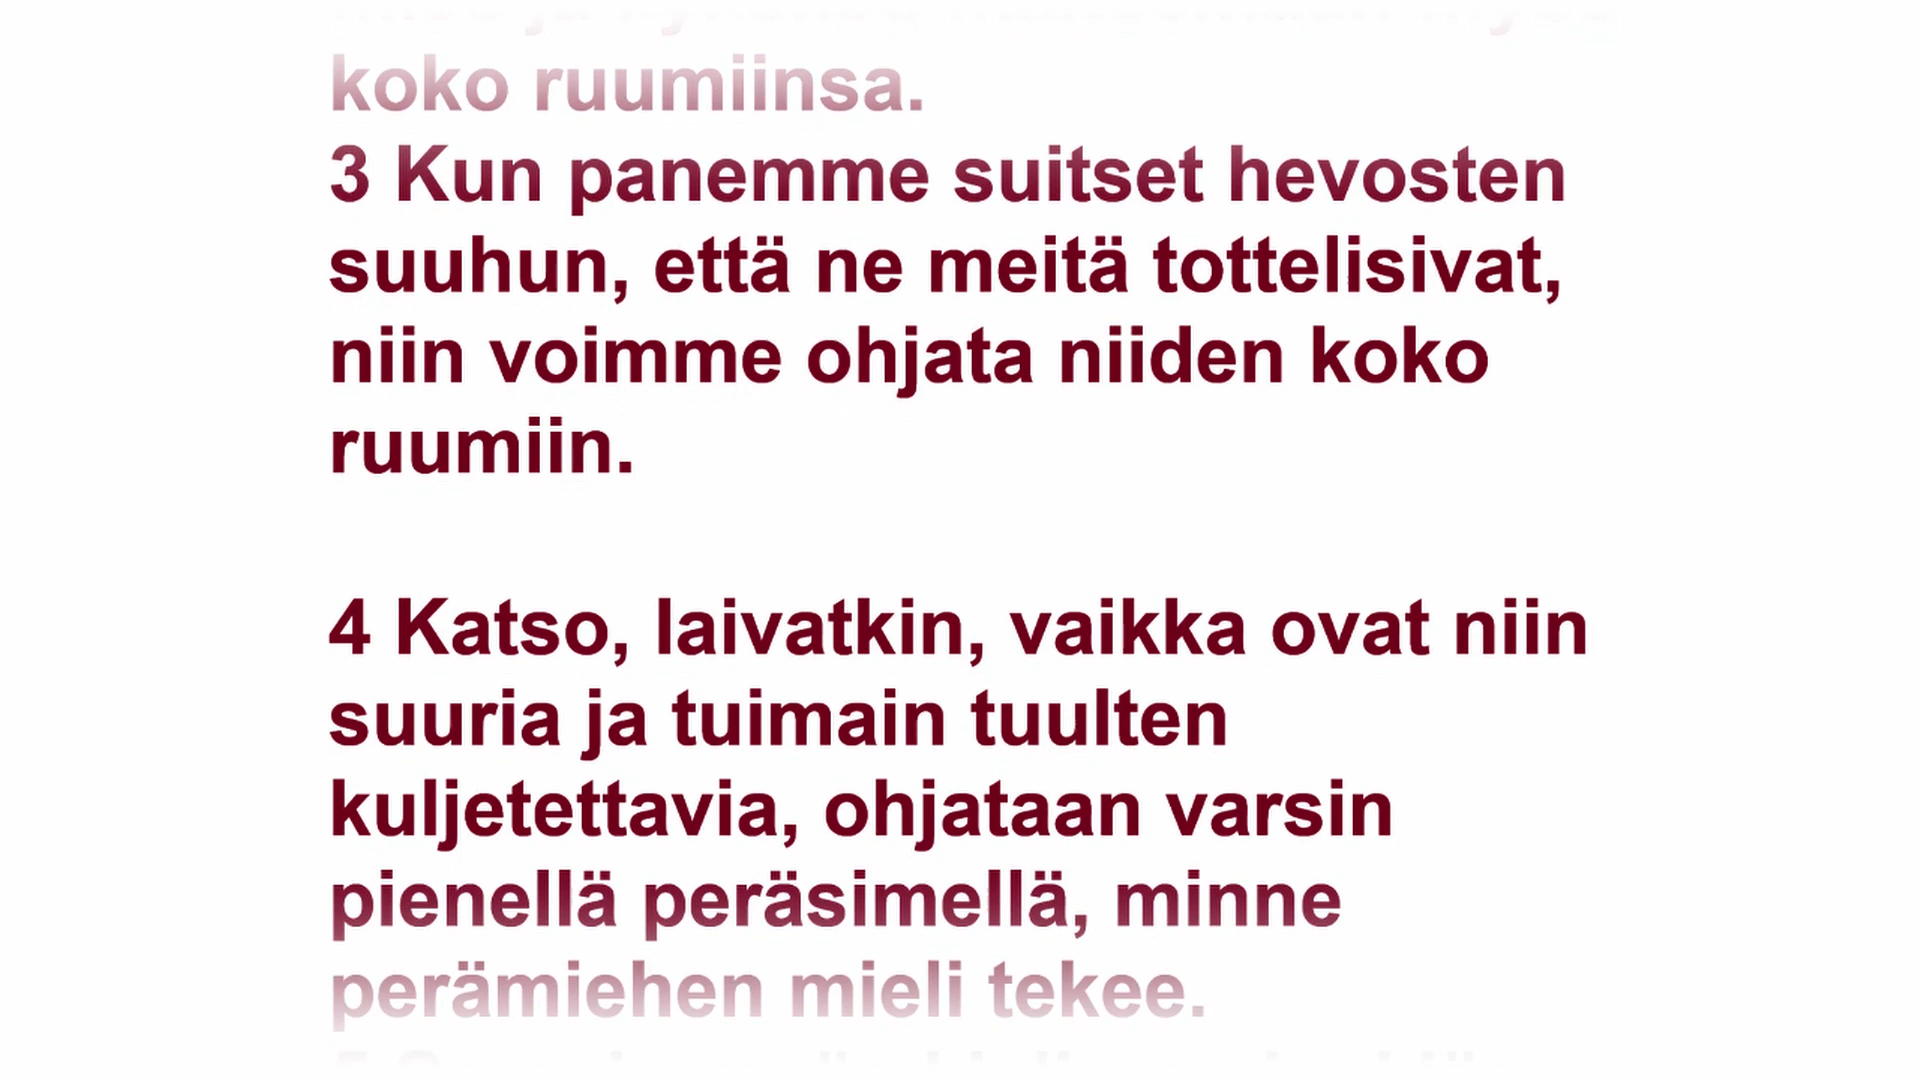 koko ruumiinsa.
3 Kun panemme suitset hevosten
suuhun, että ne meitä tottelisivat,
niin voimme ohjata niiden koko
ruumiin.
4 Katso, laivatkin, vaikka ovat niin
suuria ja tuimain tuulten
kuljetettavia, ohjataan varsin
pienellä peräsimellä, minne
perämiehen mieli tekee.